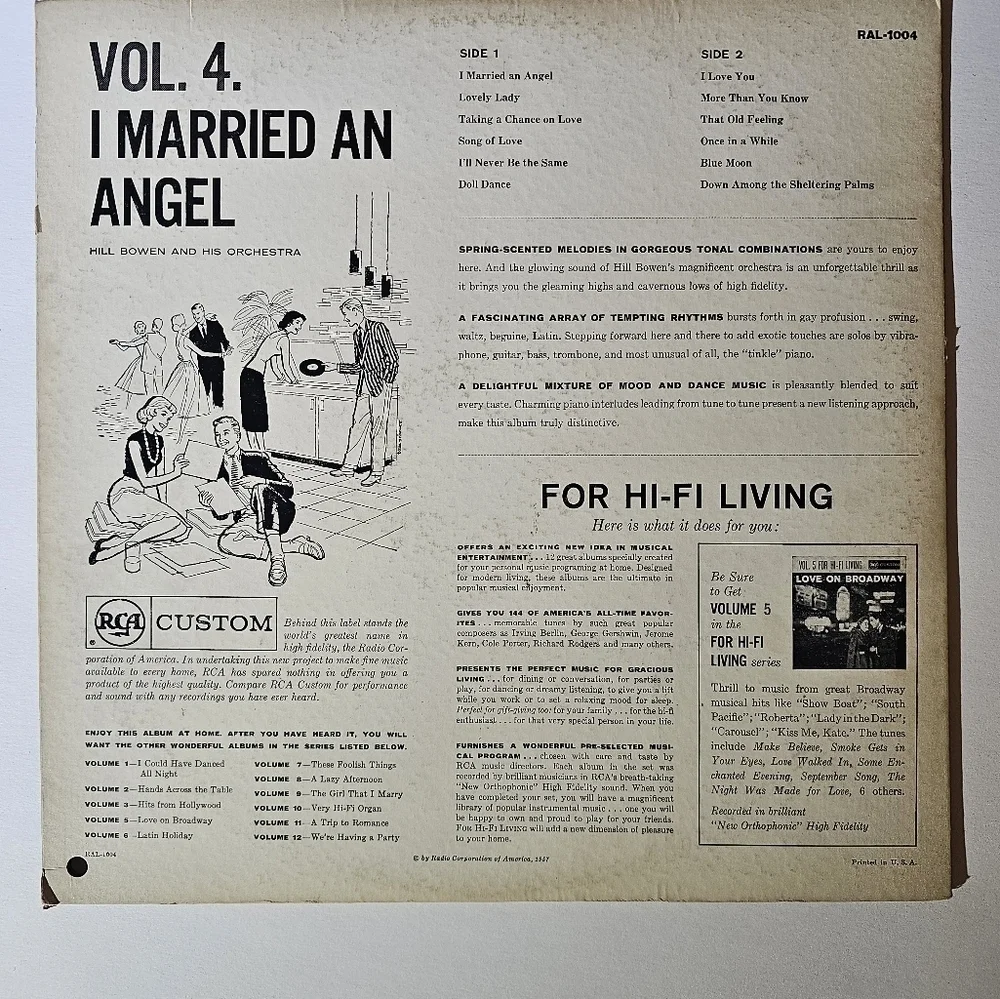 RAL-1004
VOL. 4.
I MARRIED AN
ANGEL
HILL BOWEN AND HIS ORCHESTRA
SIDE 1
I Married an Angel
Lovely Lady
Taking a Chance on Love
Song of Love
I'll Never Be the Same
Doll Dance
SIDE 2
I Love You
More Than You Know
That Old Feeling
Once in a While
Blue Moon
Down Among the Sheltering Palms
SPRING-SCENTED MELODIES IN GORGEOUS TONAL COMBINATIONS are yours to enjoy
here. And the glowing sound of Hill Bowen's magnificent orchestra is an unforgettable thrill as
it brings you the gleaming highs and cavernous lows of high fidelity.
A FASCINATING ARRAY OF TEMPTING RHYTHMS bursts forth in gay profusion . . . swing,
waltz, beguine, Latin. Stepping forward here and there to add exotic touches are solos by vibra-
phone, guitar, bass, trombone, and most unusual of all, the "tinkle" piano.
A DELIGHTFUL MIXTURE OF MOOD AND DANCE MUSIC is pleasantly blended to suit
every taste. Charming piano interludes leading from tune to tune present a new listening approach,
make this album truly distinctive.
RCA CUSTOM
Behind this label stands the
world's greatest name in
high fidelity, the Radio Cor-
poration of America. In undertaking this new project to make fine music
available to every home, RCA has spared nothing in offering you a
product of the highest quality. Compare RCA Custom for performance
and sound with any recordings you have ever heard.
ENJOY THIS ALBUM AT HOME. AFTER YOU HAVE HEARD IT, YOU WILL
WANT THE OTHER WONDERFUL ALBUMS IN THE SERIES LISTED BELOW.
VOLUME 1—I Could Have Danced
All Night
VOLUME 2—Hands Across the Table
VOLUME 3—Hits from Hollywood
VOLUME 5—Love on Broadway
VOLUME 6—Latin Holiday
VOLUME 7—These Foolish Things
VOLUME 8—A Lazy Afternoon
VOLUME 9—The Girl That I Marry
VOLUME 10—Very Hi-Fi Organ
VOLUME 11—A Trip to Romance
VOLUME 12—We're Having a Party
FOR HI-FI LIVING
Here is what it does for you:
OFFERS AN EXCITING NEW IDEA IN MUSICAL
ENTERTAINMENT . . . 12 great albums specially created
for your personal music programing at home. Designed
for modern living, these albums are the ultimate in
popular musical enjoyment.
GIVES YOU 144 OF AMERICA'S ALL-TIME FAVOR-
ITES . . . memorable tunes by such great popular
composers as Irving Berlin, George Gershwin, Jerome
Kern, Cole Porter, Richard Rodgers and many others.
PRESENTS THE PERFECT MUSIC FOR GRACIOUS
LIVING . . . for dining or conversation, for parties or
play, for dancing or dreamy listening, to give you a lift
while you work or to set a relaxing mood for sleep.
Perfect for gift-giving too: for your family . . . for the hi-fi
enthusiast . . . for that very special person in your life.
FURNISHES A WONDERFUL PRE-SELECTED MUSI-
CAL PROGRAM . . . chosen with care and taste by
RCA music directors. Each album in the set was
recorded by brilliant musicians in RCA's breath-taking
"New Orthophonic" High Fidelity sound. When you
have completed your set, you will have a magnificent
library of popular instrumental music . . . one you will
be happy to own and proud to play for your friends.
FOR HI-FI LIVING will add a new dimension of pleasure
to your home.
Be Sure
to Get
VOLUME 5
in the
FOR HI-FI
LIVING series
VOL. 5 FOR HI-FI LIVING
LOVE ON BROADWAY
Thrill to music from great Broadway
musical hits like "Show Boat"; "South
Pacific"; "Roberta"; "Lady in the Dark";
"Carousel"; "Kiss Me, Kate." The tunes
include Make Believe, Smoke Gets in
Your Eyes, Love Walked In, Some En-
chanted Evening, September Song, The
Night Was Made for Love, 6 others.
Recorded in brilliant
"New Orthophonic" High Fidelity
RAL-1004
© by Radio Corporation of America, 1957
Printed in U. S. A.